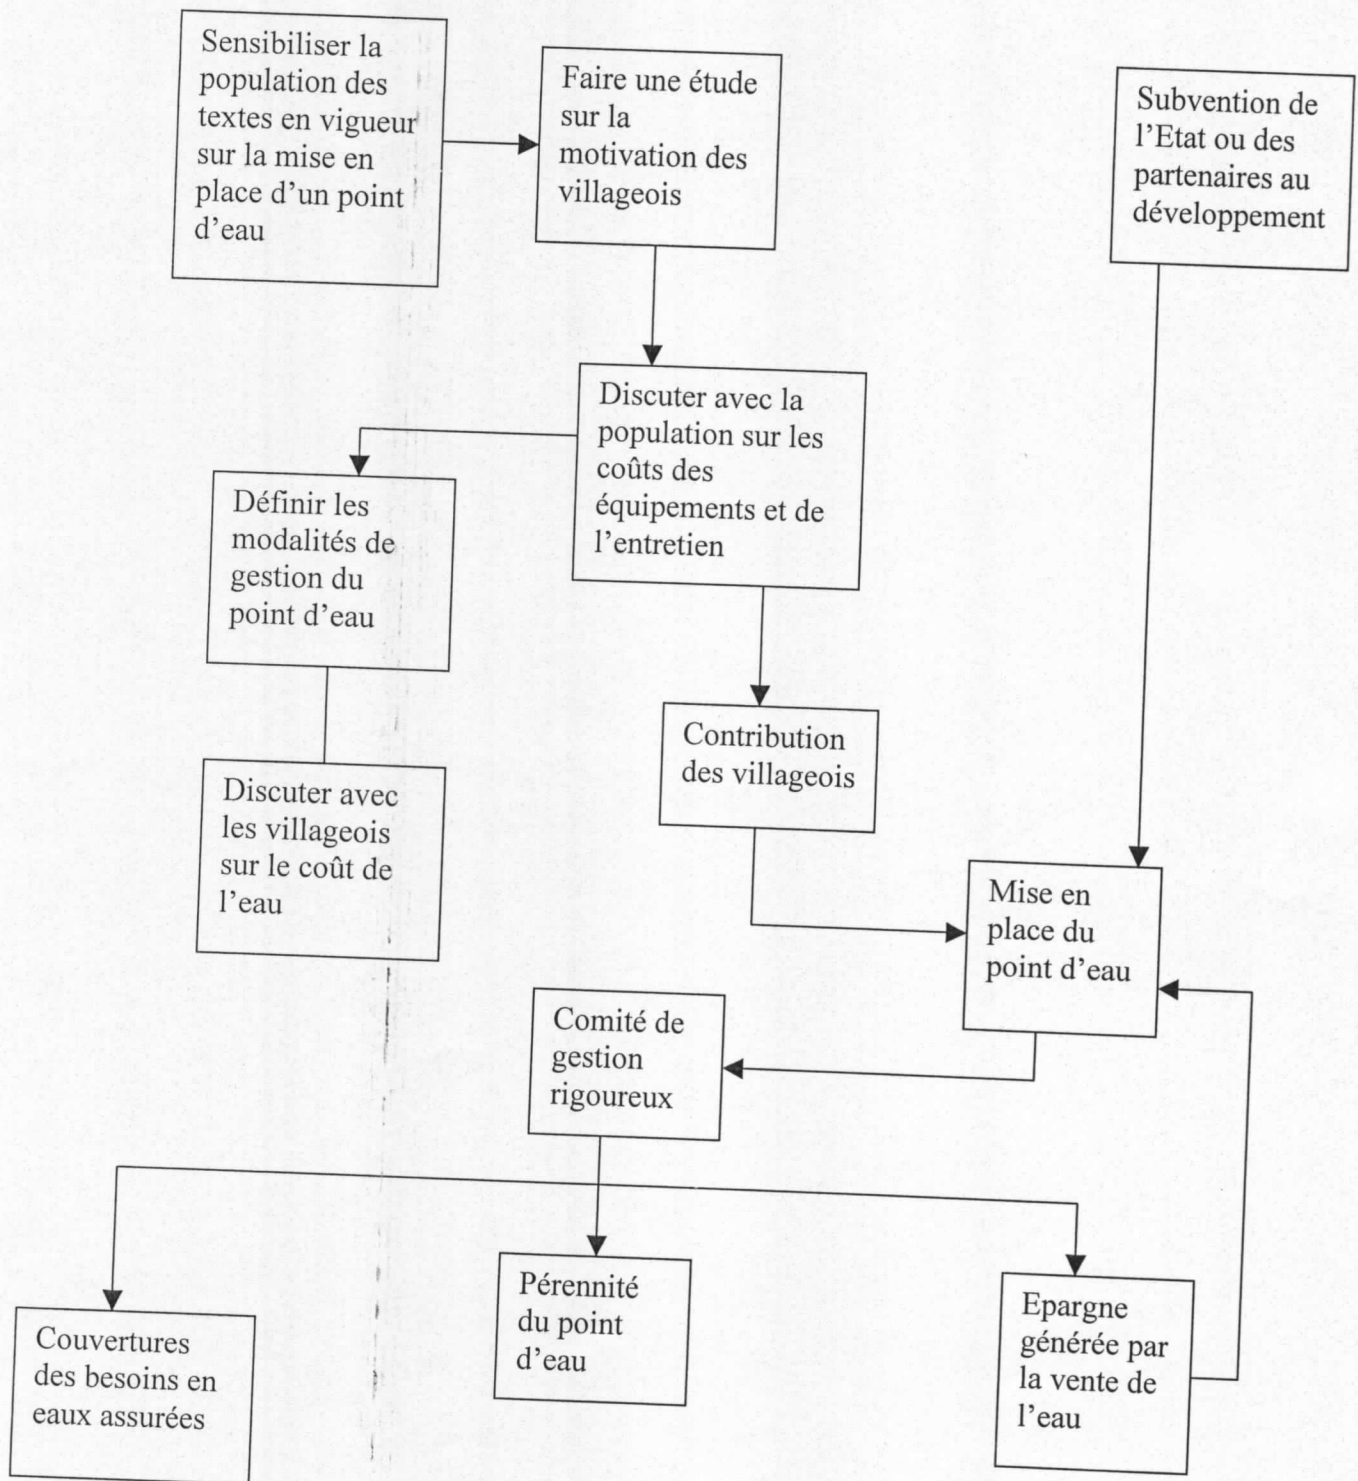 Sensibiliser la
population des
textes en vigueur
sur la mise en
place d'un point
d'eau
Faire une étude
sur la
motivation des
villageois
Subvention de
l'Etat ou des
partenaires au
développement
Discuter avec la
population sur les
coûts des
équipements et de
l'entretien
Définir les
modalités de
gestion du
point d'eau
Contribution
des villageois
Discuter avec
les villageois
sur le coût de
l'eau
Mise en
place du
point d'eau
Comité de
gestion
rigoureux
Couvertures
des besoins en
eaux assurées
Pérennité
du point
d'eau
Epargne
générée par
la vente de
l'eau